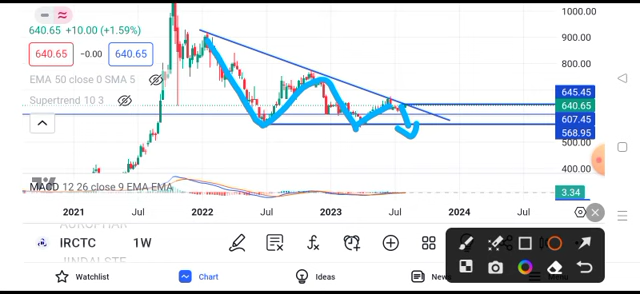 1000.00
640.65 +10.00 (+1.59%)
640.65 −0.00 640.65
900.00
800.00
EMA 50 close 0 SMA 5
Supertrend 10 3
645.45
640.65
607.45
568.95
500.00
400.00
MACD 12 26 close 9 EMA EMA
3.34
2021 Jul 2022 Jul 2023 Jul 2024 Jul
IRCTC 1W
JINDALSTE
Watchlist Chart Ideas News Menu